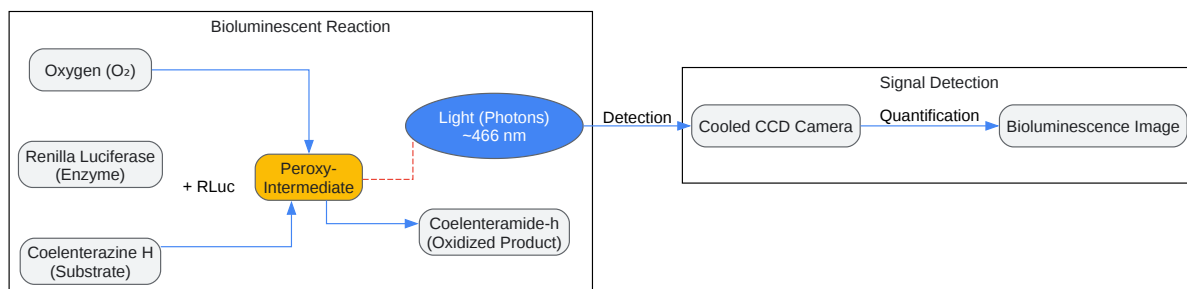 Bioluminescent Reaction
Oxygen (O₂)
Renilla Luciferase
(Enzyme)
+ RLuc
Coelenterazine H
(Substrate)
Peroxy-
Intermediate
Light (Photons)
~466 nm
Coelenteramide-h
(Oxidized Product)
Detection
Signal Detection
Cooled CCD Camera
Quantification
Bioluminescence Image